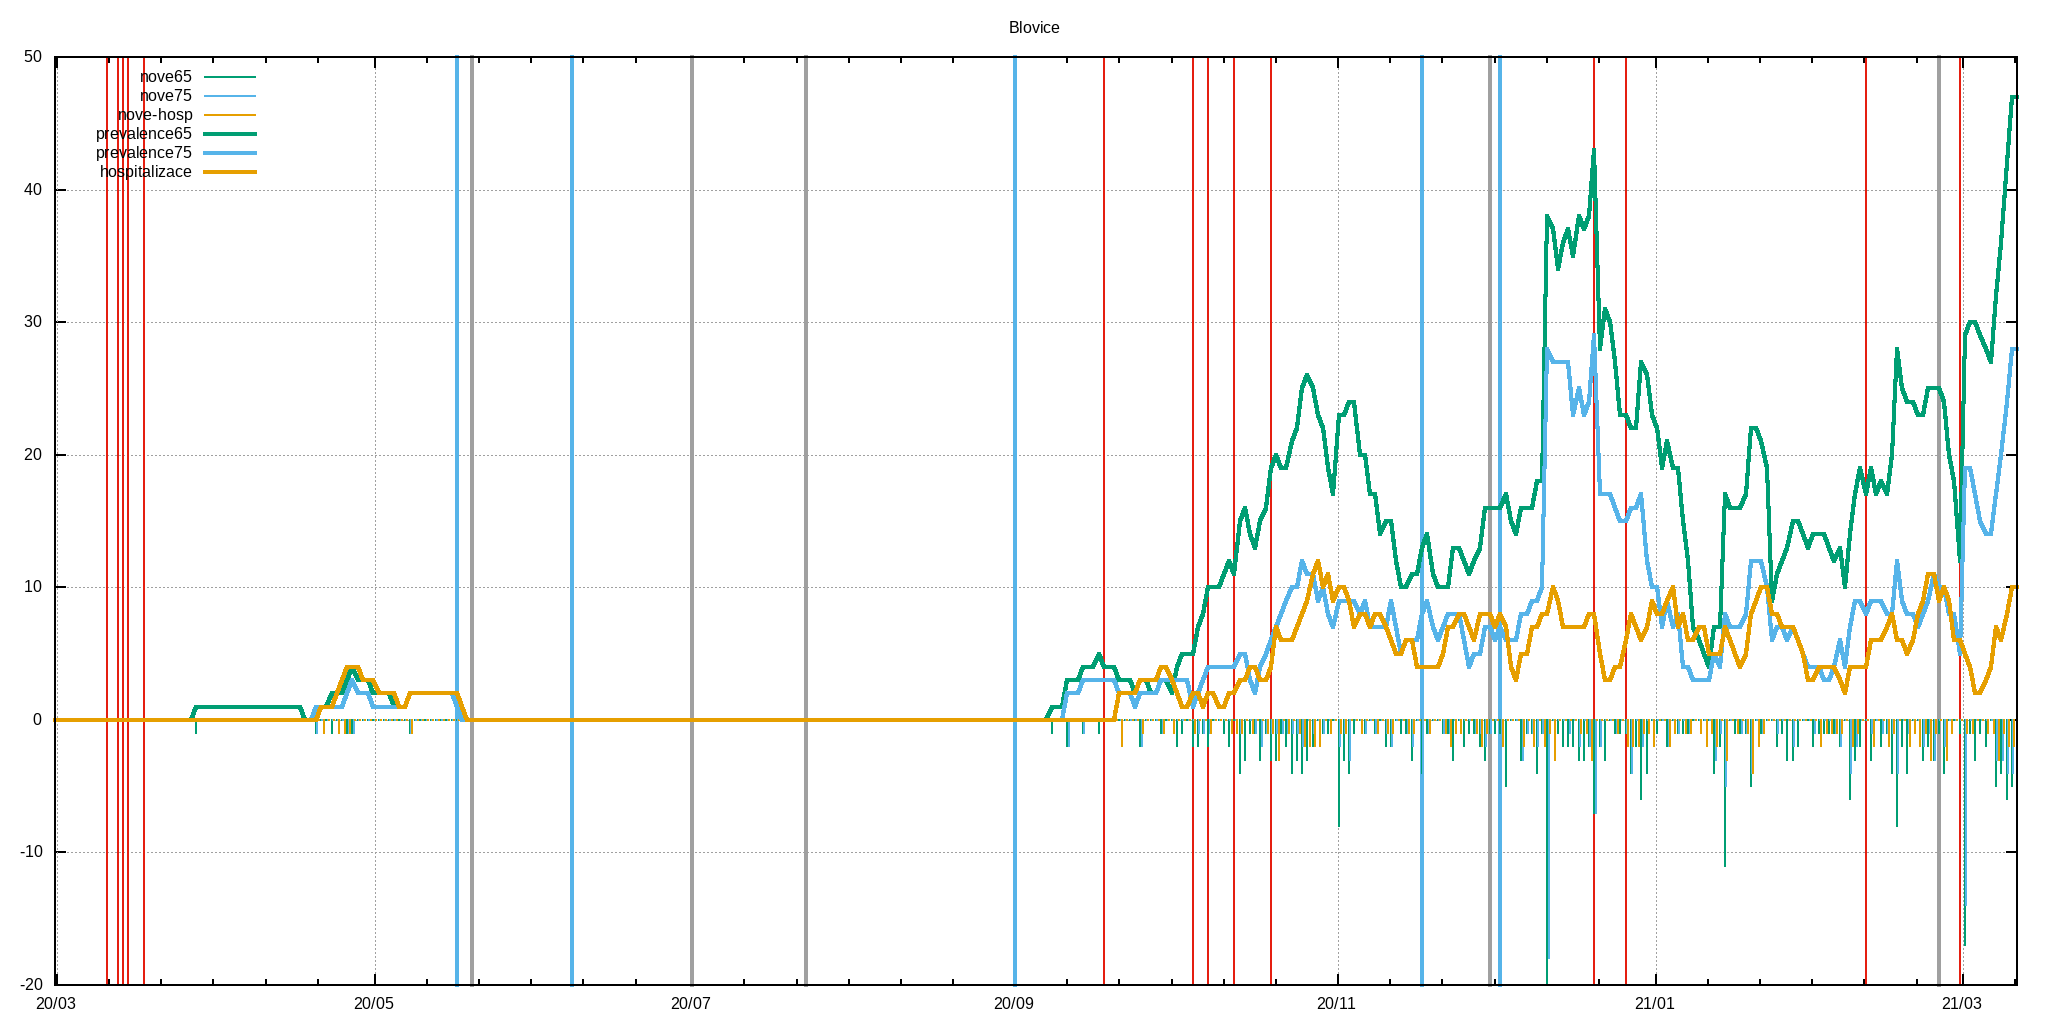 Blovice
50
40
30
20
10
0
-10
-20
nove65
nove75
nove-hosp
prevalence65
prevalence75
hospitalizace
20/03 20/05 20/07 20/09 20/11 21/01 21/03